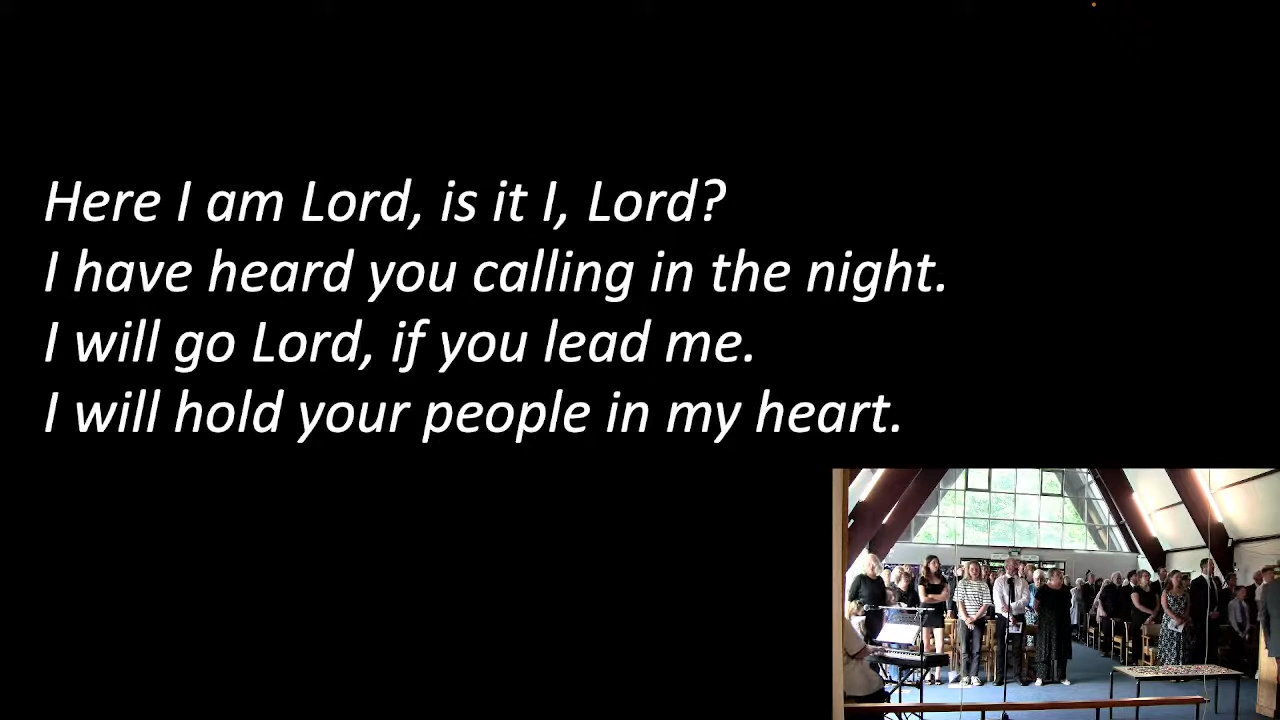 Here I am Lord, is it I, Lord?
I have heard you calling in the night.
I will go Lord, if you lead me.
I will hold your people in my heart.